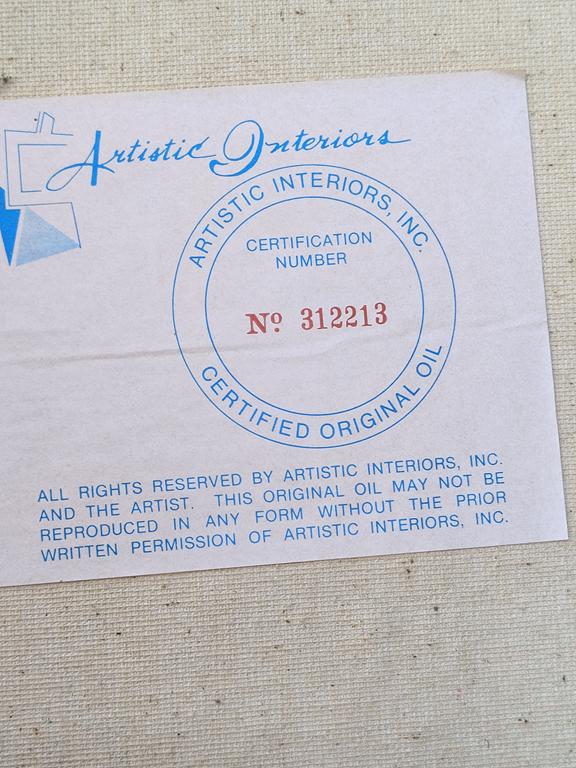 Artistic Interiors
ARTISTIC INTERIORS, INC.
CERTIFICATION
NUMBER
Nº 312213
CERTIFIED ORIGINAL OIL
ALL RIGHTS RESERVED BY ARTISTIC INTERIORS, INC.
AND THE ARTIST. THIS ORIGINAL OIL MAY NOT BE
REPRODUCED IN ANY FORM WITHOUT THE PRIOR
WRITTEN PERMISSION OF ARTISTIC INTERIORS, INC.